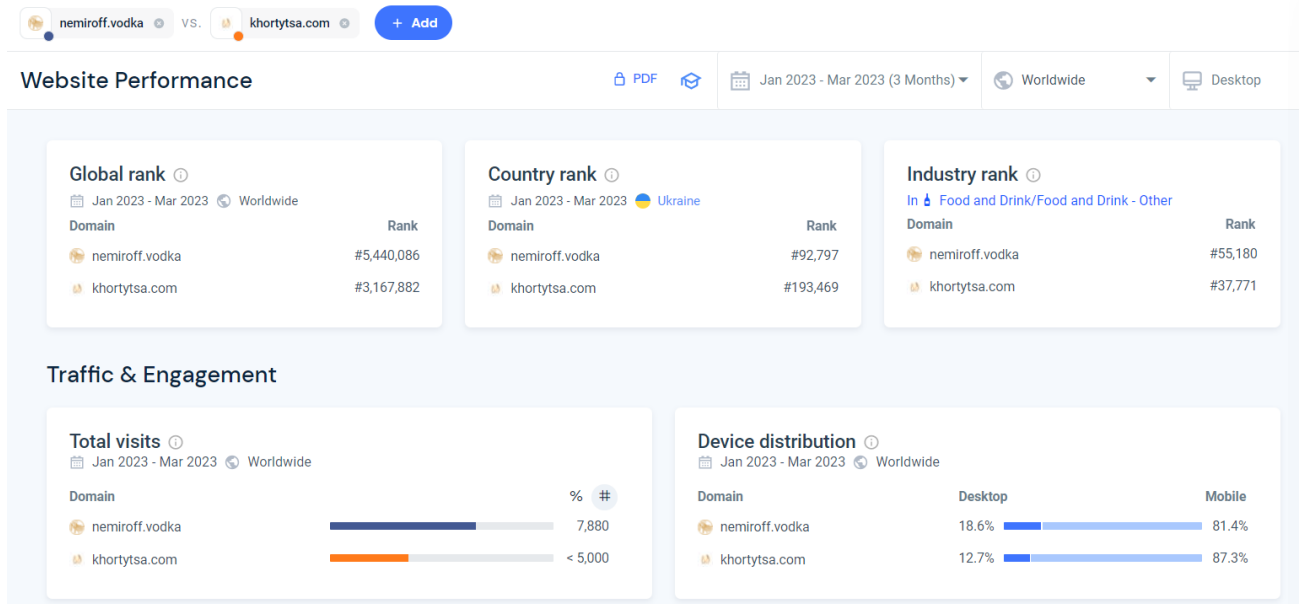 nemiroff.vodka VS. khortytsa.com + Add
Website Performance PDF Jan 2023 - Mar 2023 (3 Months) Worldwide Desktop
Global rank
Jan 2023 - Mar 2023 Worldwide
Domain Rank
nemiroff.vodka #5,440,086
khortytsa.com #3,167,882
Country rank
Jan 2023 - Mar 2023 Ukraine
Domain Rank
nemiroff.vodka #92,797
khortytsa.com #193,469
Industry rank
In Food and Drink/Food and Drink - Other
Domain Rank
nemiroff.vodka #55,180
khortytsa.com #37,771
Traffic & Engagement
Total visits
Jan 2023 - Mar 2023 Worldwide
Domain % #
nemiroff.vodka 7,880
khortytsa.com < 5,000
Device distribution
Jan 2023 - Mar 2023 Worldwide
Domain Desktop Mobile
nemiroff.vodka 18.6% 81.4%
khortytsa.com 12.7% 87.3%